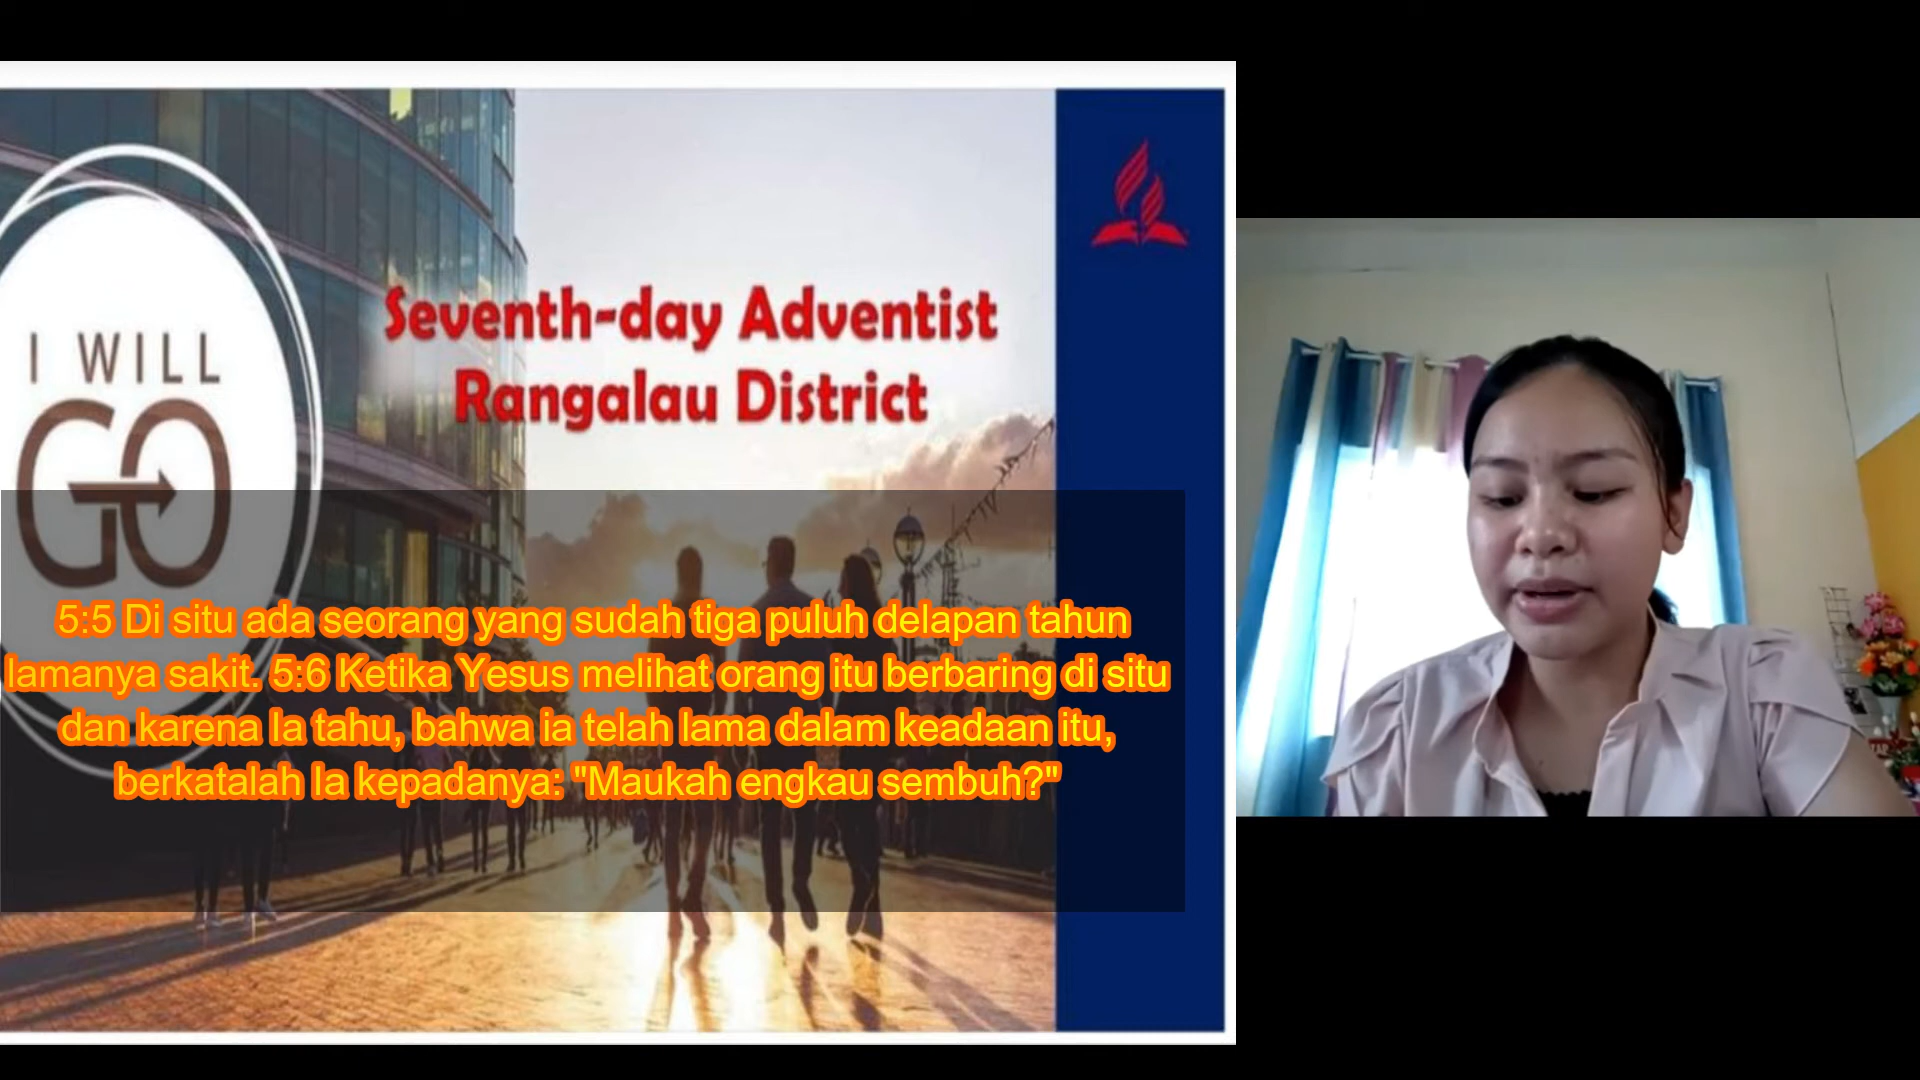 I WILL
GO
Seventh-day Adventist
Rangalau District
5:5 Di situ ada seorang yang sudah tiga puluh delapan tahun
lamanya sakit. 5:6 Ketika Yesus melihat orang itu berbaring di situ
dan karena Ia tahu, bahwa ia telah lama dalam keadaan itu,
berkatalah Ia kepadanya: "Maukah engkau sembuh?"